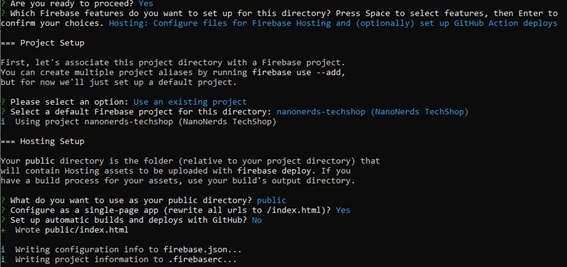 ? Are you ready to proceed? Yes
? Which Firebase features do you want to set up for this directory? Press Space to select features, then Enter to
confirm your choices. Hosting: Configure files for Firebase Hosting and (optionally) set up GitHub Action deploys

=== Project Setup

First, let's associate this project directory with a Firebase project.
You can create multiple project aliases by running firebase use --add,
but for now we'll just set up a default project.

? Please select an option: Use an existing project
? Select a default Firebase project for this directory: nanonerds-techshop (NanoNerds TechShop)
i  Using project nanonerds-techshop (NanoNerds TechShop)

=== Hosting Setup

Your public directory is the folder (relative to your project directory) that
will contain Hosting assets to be uploaded with firebase deploy. If you
have a build process for your assets, use your build's output directory.

? What do you want to use as your public directory? public
? Configure as a single-page app (rewrite all urls to /index.html)? Yes
? Set up automatic builds and deploys with GitHub? No
+  Wrote public/index.html

i  Writing configuration info to firebase.json...
i  Writing project information to .firebaserc...